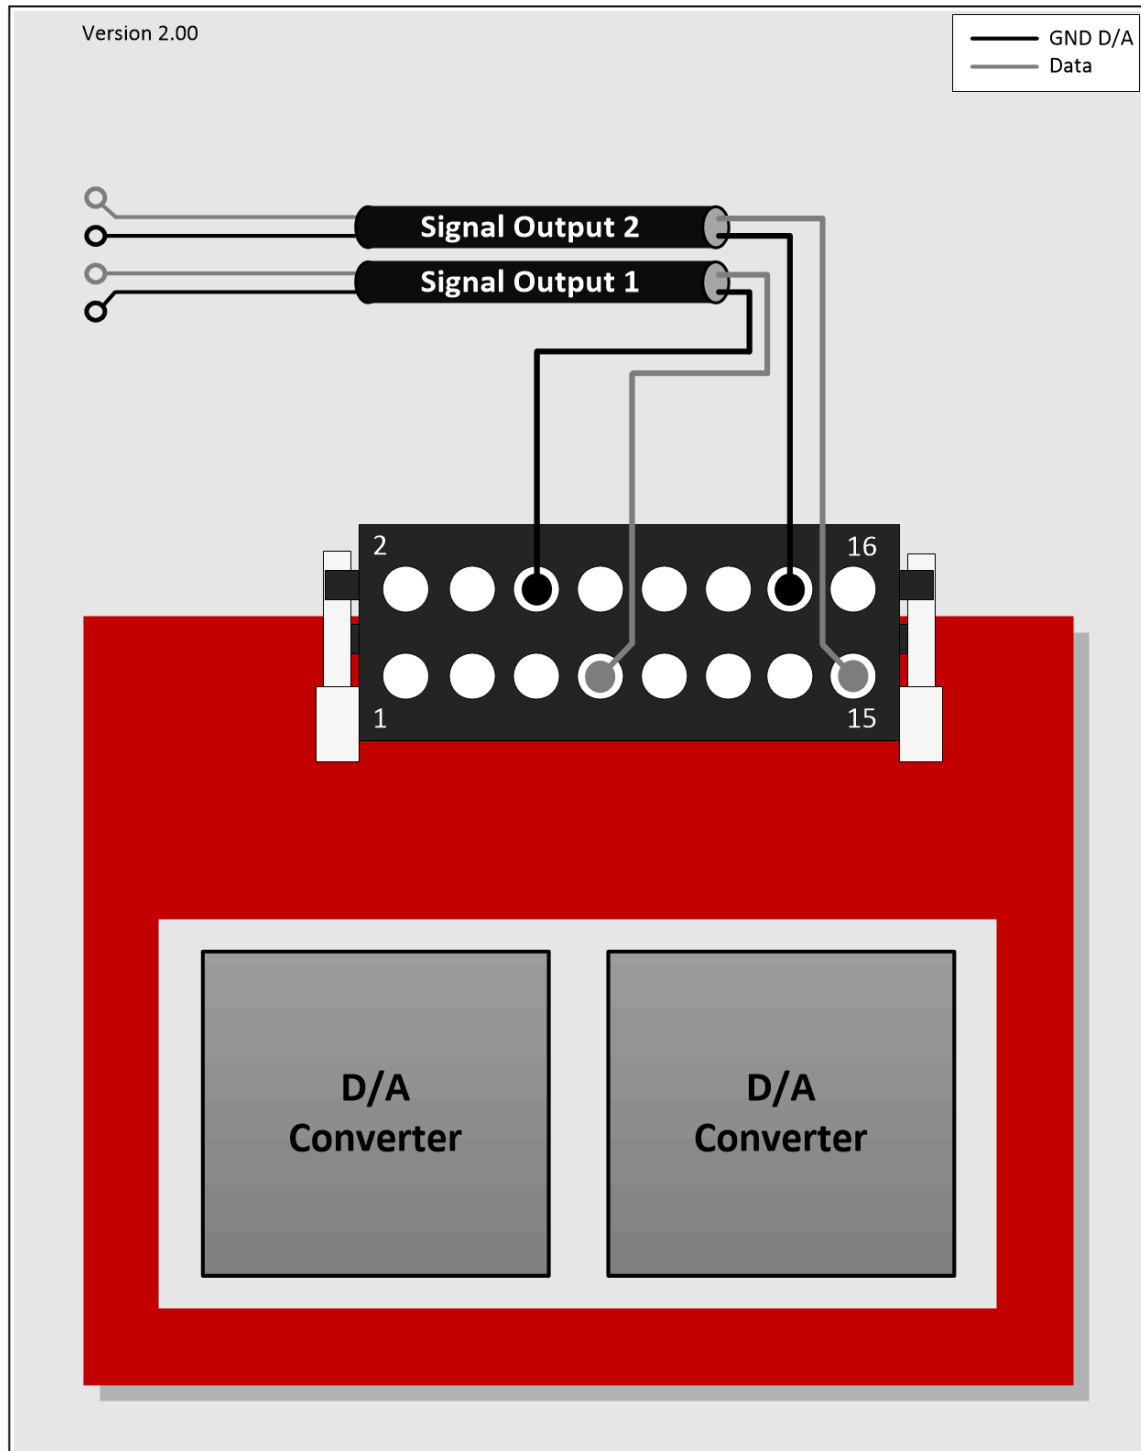 Version 2.00
GND D/A
Data
Signal Output 2
Signal Output 1
2
16
1
15
D/A
Converter
D/A
Converter